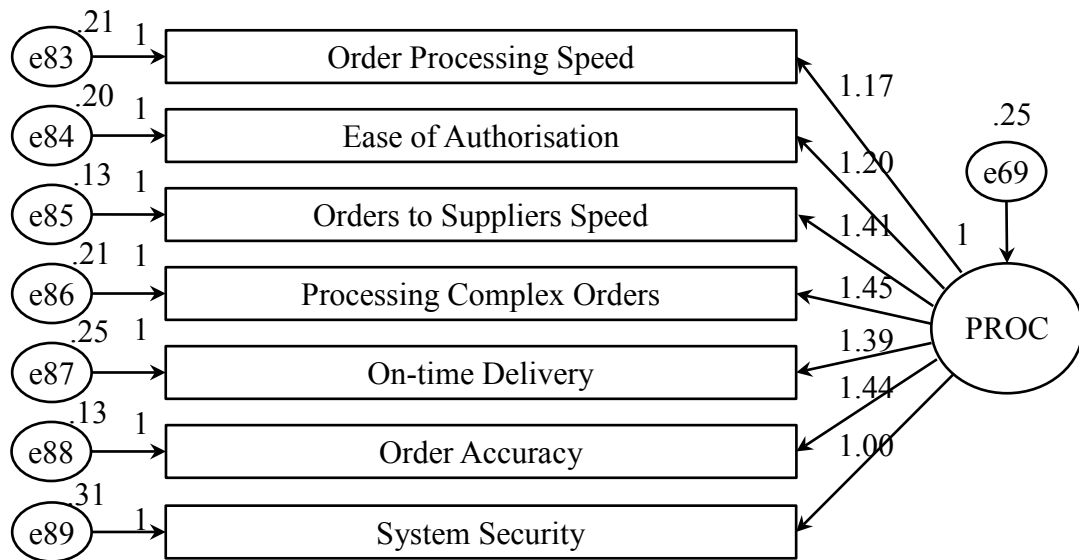 .21
1
e83
Order Processing Speed
1.17
.20
1
e84
Ease of Authorisation
1.20
.25
e69
.13
1
e85
Orders to Suppliers Speed
1.41
1
.21
1
e86
Processing Complex Orders
1.45
PROC
.25
1
e87
On-time Delivery
1.39
.13
1
e88
Order Accuracy
1.44
.31
1
e89
System Security
1.00